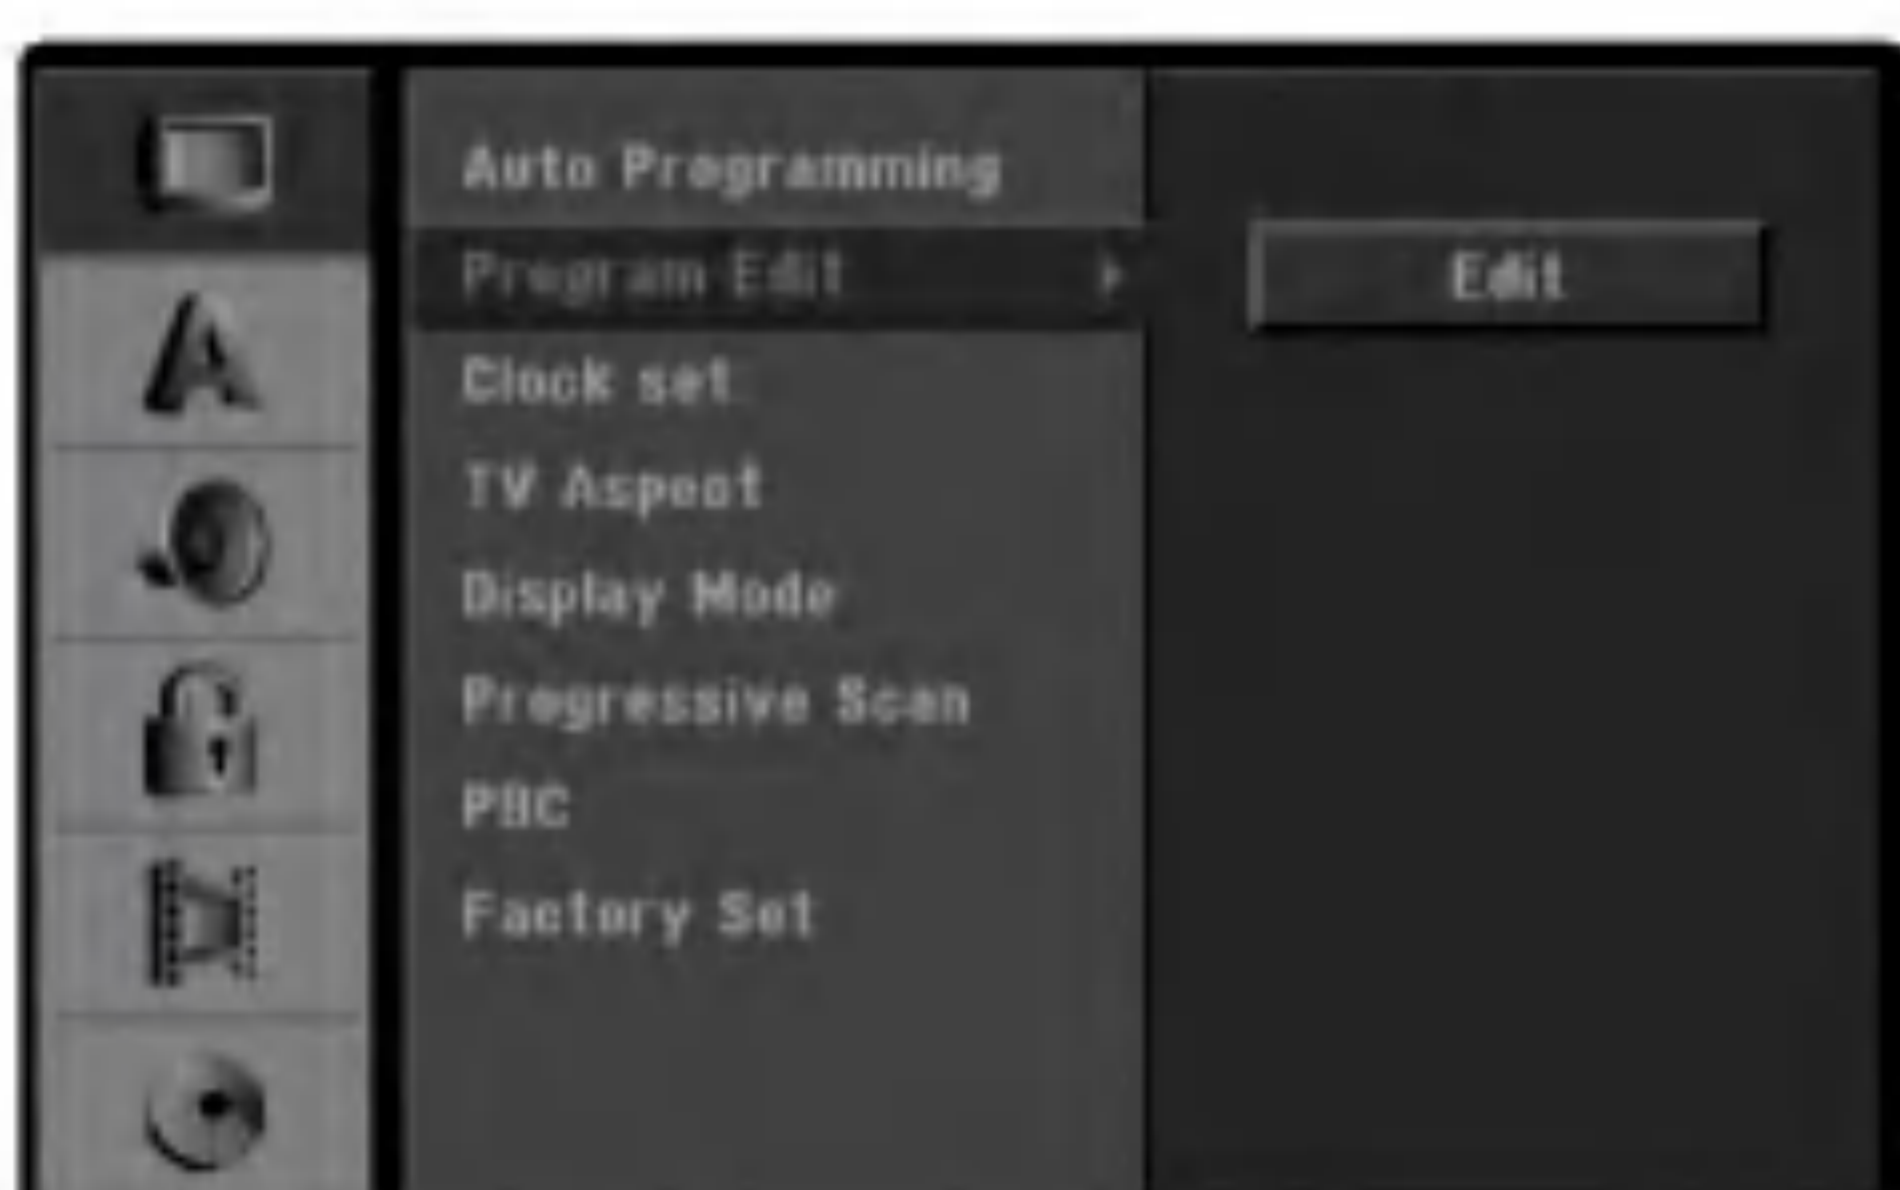 Auto Programming
Program Edit
Edit
Clock set
TV Aspect
Display Mode
Progressive Scan
PBC
Factory Set